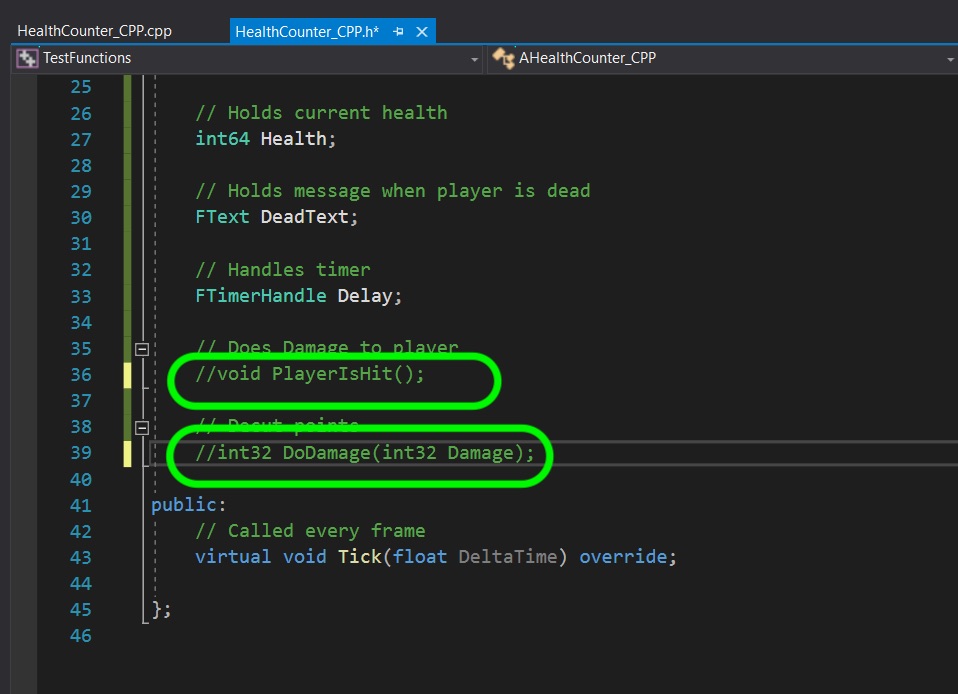 HealthCounter_CPP.cpp HealthCounter_CPP.h*
TestFunctions AHealthCounter_CPP
25
26 // Holds current health
27 int64 Health;
28
29 // Holds message when player is dead
30 FText DeadText;
31
32 // Handles timer
33 FTimerHandle Delay;
34
35 // Does Damage to player
36 //void PlayerIsHit();
37
38 // points
39 //int32 DoDamage(int32 Damage);
40
41 public:
42 // Called every frame
43 virtual void Tick(float DeltaTime) override;
44
45 };
46